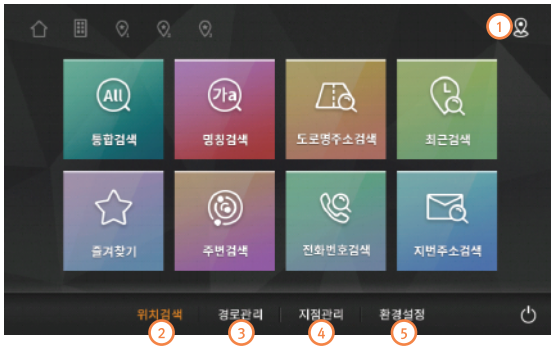 1
All
가a
통합검색
명칭검색
도로명주소검색
최근검색
즐겨찾기
주변검색
전화번호검색
지번주소검색
위치검색
경로관리
지점관리
환경설정
2
3
4
5